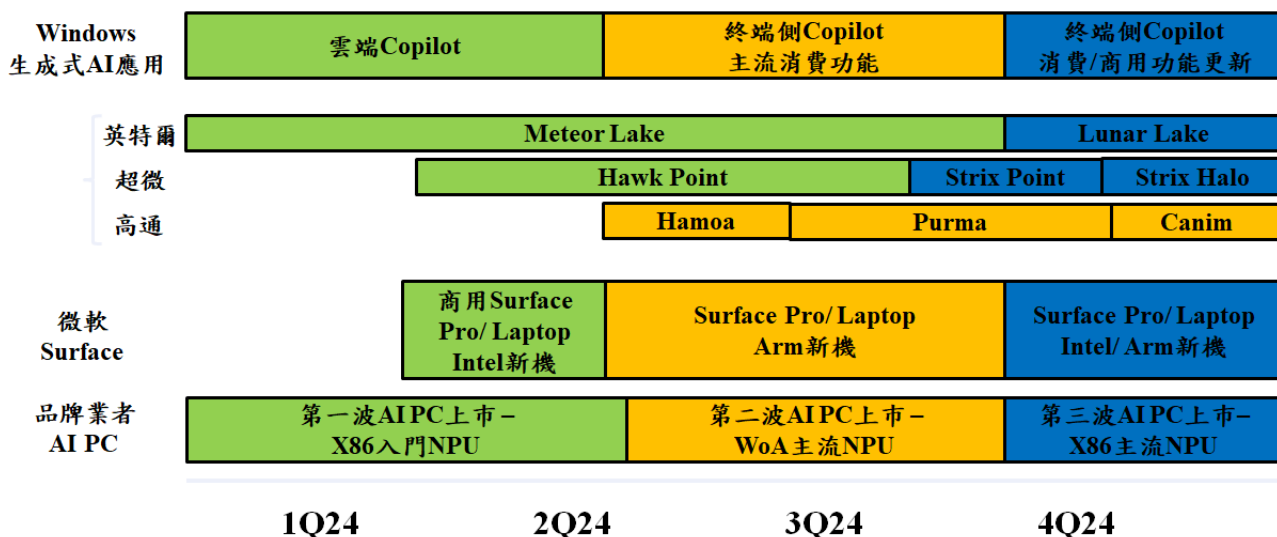 Windows
生成式AI應用
雲端Copilot
終端側Copilot
主流消費功能
終端側Copilot
消費/商用功能更新
英特爾
Meteor Lake
Lunar Lake
超微
Hawk Point
Strix Point
Strix Halo
高通
Hamoa
Purma
Canim
微軟
Surface
商用Surface
Pro/ Laptop
Intel新機
Surface Pro/ Laptop
Arm新機
Surface Pro/ Laptop
Intel/ Arm新機
品牌業者
AI PC
第一波AI PC上市–
X86入門NPU
第二波AI PC上市–
WoA主流NPU
第三波AI PC上市–
X86主流NPU
1Q24
2Q24
3Q24
4Q24